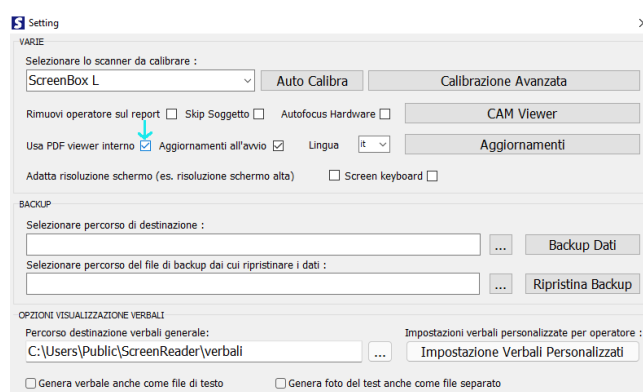 Setting
VARIE
Selezionare lo scanner da calibrare :
ScreenBox L Auto Calibra Calibrazione Avanzata
Rimuovi operatore sul report Skip Soggetto Autofocus Hardware CAM Viewer
Usa PDF viewer interno Aggiornamenti all'avvio Lingua it Aggiornamenti
Adatta risoluzione schermo (es. risoluzione schermo alta) Screen keyboard
BACKUP
Selezionare percorso di destinazione :
... Backup Dati
Selezionare percorso del file di backup dai cui ripristinare i dati :
... Ripristina Backup
OPZIONI VISUALIZZAZIONE VERBALI
Percorso destinazione verbali generale: Impostazioni verbali personalizzate per operatore :
C:\Users\Public\ScreenReader\verbali ... Impostazione Verbali Personalizzati
Genera verbale anche come file di testo Genera foto del test anche come file separato